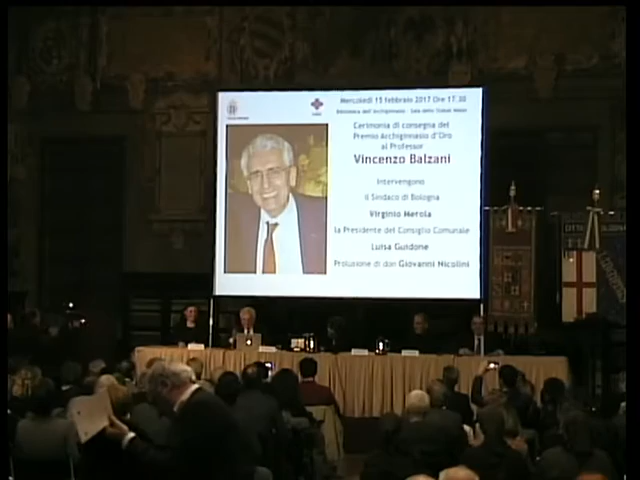 Mercoledì 15 febbraio 2017 Ore 17.30
Biblioteca dell'Archiginnasio - Sala dello Stabat Mater
Cerimonia di consegna del
Premio Archiginnasio d'Oro
al Professor
Vincenzo Balzani
Intervengono
il Sindaco di Bologna
Virginio Merola
la Presidente del Consiglio Comunale
Luisa Guidone
Prolusione di don Giovanni Nicolini